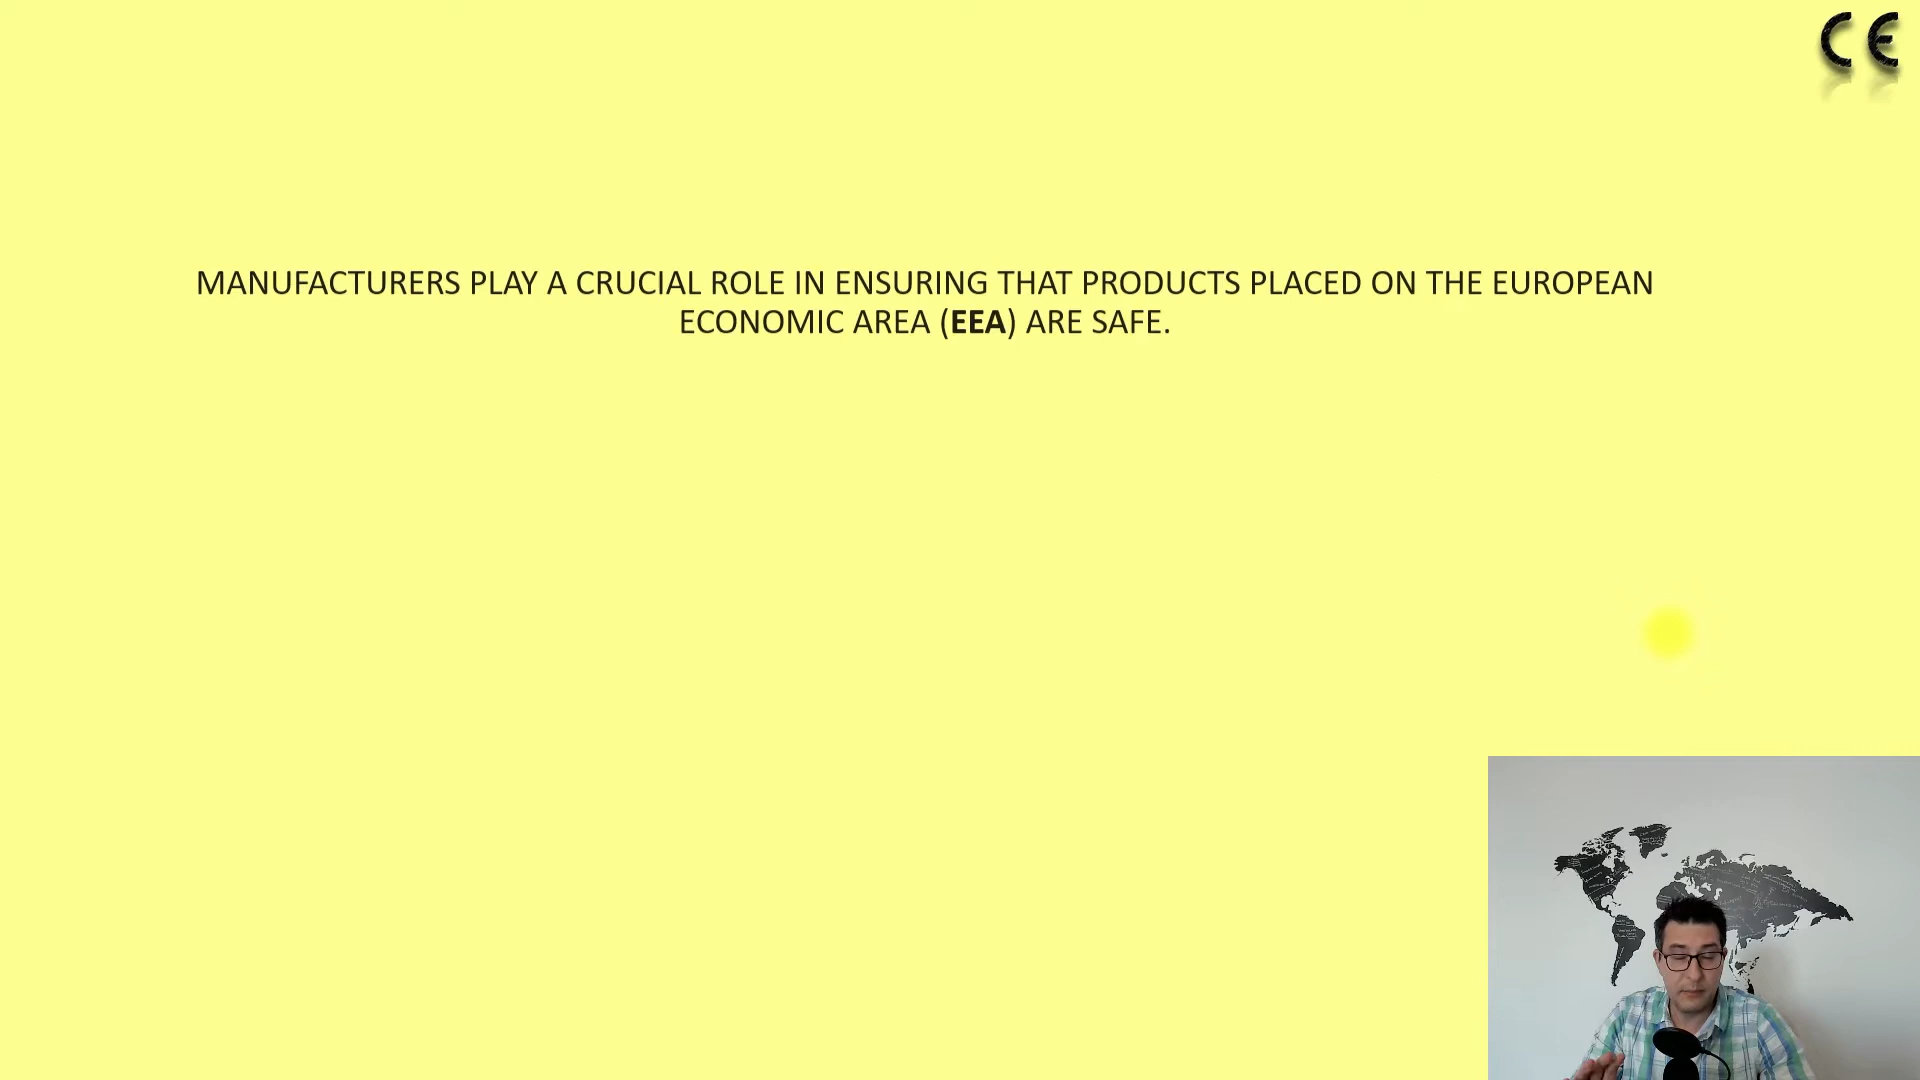 CE
MANUFACTURERS PLAY A CRUCIAL ROLE IN ENSURING THAT PRODUCTS PLACED ON THE EUROPEAN
ECONOMIC AREA (EEA) ARE SAFE.